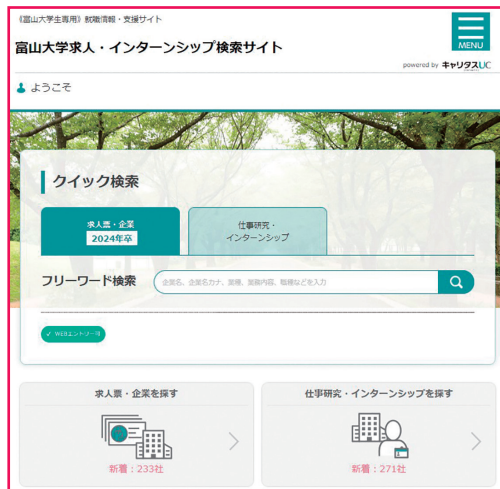 《富山大学生専用》就職情報・支援サイト
富山大学求人・インターンシップ検索サイト
MENU
powered by キャリタスUC
ようこそ
クイック検索
求人票・企業
2024年卒
仕事研究・
インターンシップ
フリーワード検索
企業名、企業名カナ、業種、業務内容、職種などを入力
WEBエントリー可
求人票・企業を探す
仕事研究・インターンシップを探す
新着：233社
新着：271社